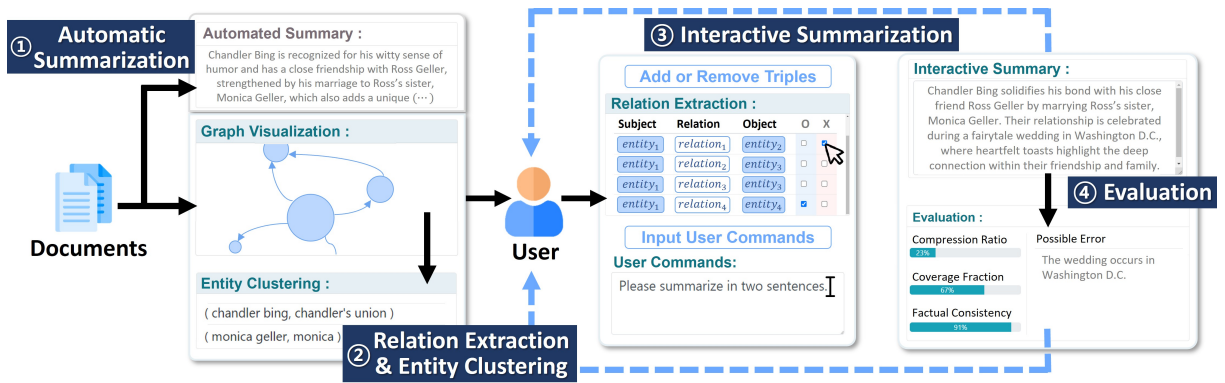 ① Automatic
Summarization
Automated Summary :
Chandler Bing is recognized for his witty sense of
humor and has a close friendship with Ross Geller,
strengthened by his marriage to Ross's sister,
Monica Geller, which also adds a unique (⋯)
Graph Visualization :
Entity Clustering :
( chandler bing, chandler's union )
( monica geller, monica )
Documents
② Relation Extraction
& Entity Clustering
User
③ Interactive Summarization
Add or Remove Triples
Relation Extraction :
Subject Relation Object O X
entity₁ relation₁ entity₂
entity₁ relation₂ entity₃
entity₁ relation₃ entity₃
entity₁ relation₄ entity₄
Input User Commands
User Commands:
Please summarize in two sentences.
Interactive Summary :
Chandler Bing solidifies his bond with his close
friend Ross Geller by marrying Ross's sister,
Monica Geller. Their relationship is celebrated
during a fairytale wedding in Washington D.C.,
where heartfelt toasts highlight the deep
connection within their friendship and family.
④ Evaluation
Evaluation :
Compression Ratio
23%
Coverage Fraction
67%
Factual Consistency
91%
Possible Error
The wedding occurs in
Washington D.C.